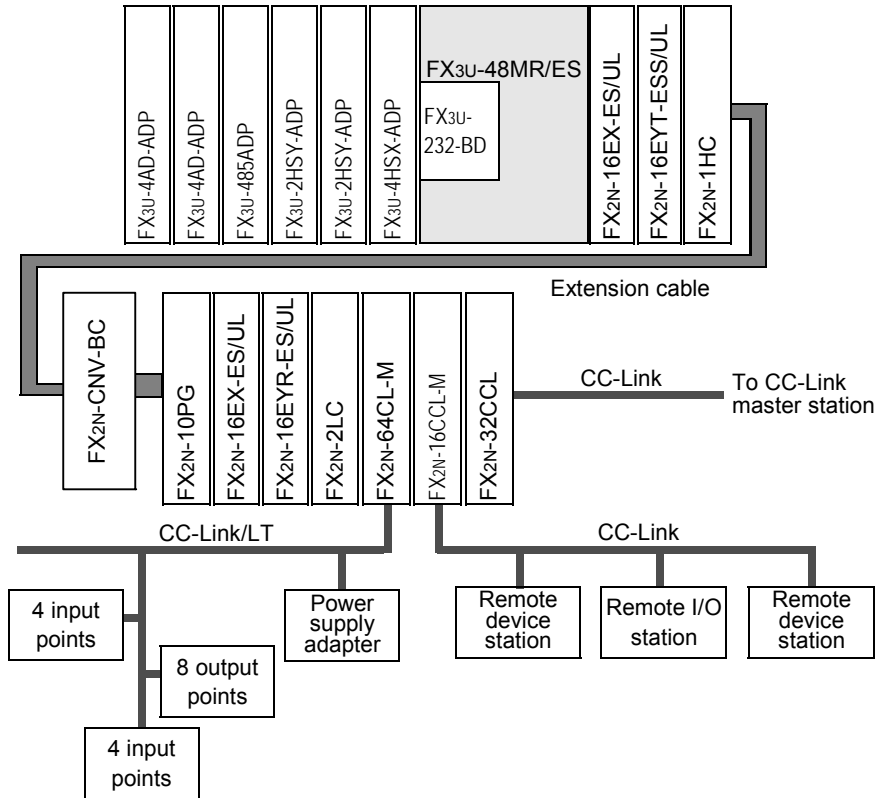 FX3U-4AD-ADP
FX3U-4AD-ADP
FX3U-485ADP
FX3U-2HSY-ADP
FX3U-2HSY-ADP
FX3U-4HSX-ADP
FX3U-48MR/ES
FX3U-
232-BD
FX2N-16EX-ES/UL
FX2N-16EYT-ESS/UL
FX2N-1HC
Extension cable
FX2N-CNV-BC
FX2N-10PG
FX2N-16EX-ES/UL
FX2N-16EYR-ES/UL
FX2N-2LC
FX2N-64CL-M
FX2N-16CCL-M
FX2N-32CCL
CC-Link
To CC-Link
master station
CC-Link/LT
CC-Link
4 input
points
8 output
points
4 input
points
Power
supply
adapter
Remote
device
station
Remote I/O
station
Remote
device
station